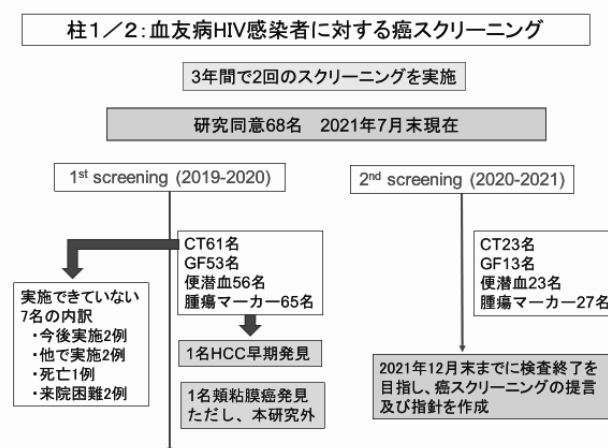 柱1／2：血友病HIV感染者に対する癌スクリーニング
3年間で2回のスクリーニングを実施
研究同意68名　2021年7月末現在
1st screening (2019-2020)
2nd screening (2020-2021)
CT61名
GF53名
便潜血56名
腫瘍マーカー65名
CT23名
GF13名
便潜血23名
腫瘍マーカー27名
実施できていない
7名の内訳
・今後実施2例
・他で実施2例
・死亡1例
・来院困難2例
1名HCC早期発見
1名頬粘膜癌発見
ただし、本研究外
2021年12月末までに検査終了を
目指し、癌スクリーニングの提言
及び指針を作成